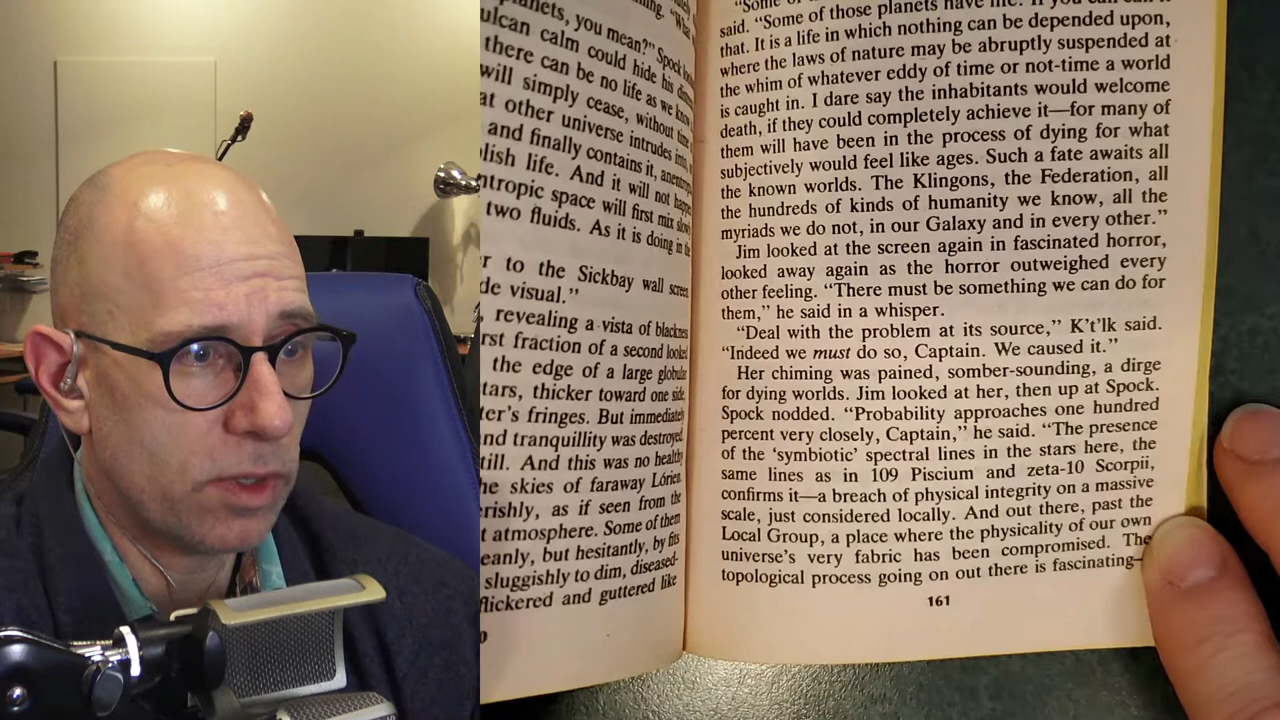 anets, you mean?" Spock
ulcan calm could hide his
there can be no life as we know
will simply cease, without time
at other universe intrudes into,
and finally contains it, anentropic
lish life. And it will not happen
ntropic space will first mix slowly
two fluids. As it is doing in the
r to the Sickbay wall screen
de visual."
, revealing a vista of blackness
rst fraction of a second looked
the edge of a large globular
tars, thicker toward one side,
ter's fringes. But immediately
nd tranquillity was destroyed.
till. And this was no healthy
he skies of faraway Lórien.
rishly, as if seen from the
t atmosphere. Some of them
eanly, but hesitantly, by fits
sluggishly to dim, diseased-
flickered and guttered like
0
"Some of
said. "Some of those planets have life. If you can call it
that. It is a life in which nothing can be depended upon,
where the laws of nature may be abruptly suspended at
the whim of whatever eddy of time or not-time a world
is caught in. I dare say the inhabitants would welcome
death, if they could completely achieve it—for many of
them will have been in the process of dying for what
subjectively would feel like ages. Such a fate awaits all
the known worlds. The Klingons, the Federation, all
the hundreds of kinds of humanity we know, all the
myriads we do not, in our Galaxy and in every other."
Jim looked at the screen again in fascinated horror,
looked away again as the horror outweighed every
other feeling. "There must be something we can do for
them," he said in a whisper.
"Deal with the problem at its source," K't'lk said.
"Indeed we must do so, Captain. We caused it."
Her chiming was pained, somber-sounding, a dirge
for dying worlds. Jim looked at her, then up at Spock.
Spock nodded. "Probability approaches one hundred
percent very closely, Captain," he said. "The presence
of the 'symbiotic' spectral lines in the stars here, the
same lines as in 109 Piscium and zeta-10 Scorpii,
confirms it—a breach of physical integrity on a massive
scale, just considered locally. And out there, past the
Local Group, a place where the physicality of our own
universe's very fabric has been compromised. The
topological process going on out there is fascinating—
161